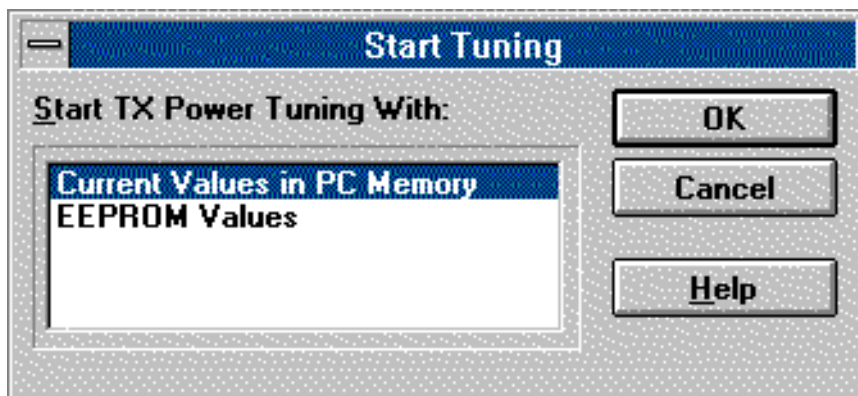 Start Tuning
Start TX Power Tuning With:
Current Values in PC Memory
EEPROM Values
OK
Cancel
Help